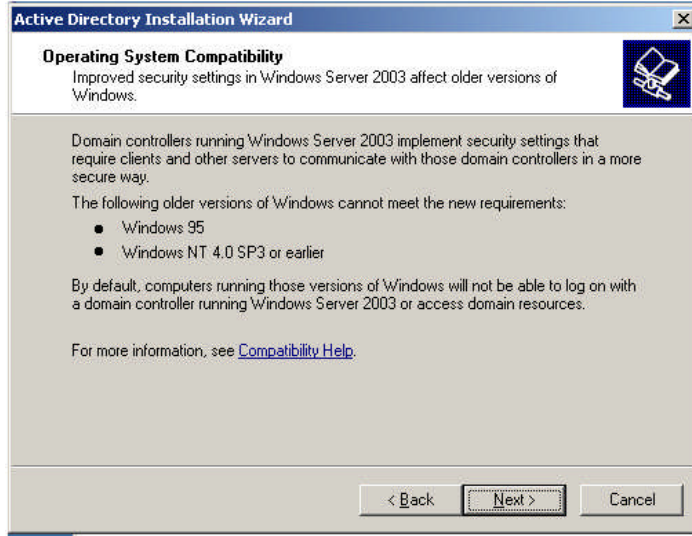 Active Directory Installation Wizard
Operating System Compatibility
Improved security settings in Windows Server 2003 affect older versions of
Windows.
Domain controllers running Windows Server 2003 implement security settings that
require clients and other servers to communicate with those domain controllers in a more
secure way.
The following older versions of Windows cannot meet the new requirements:
● Windows 95
● Windows NT 4.0 SP3 or earlier
By default, computers running those versions of Windows will not be able to log on with
a domain controller running Windows Server 2003 or access domain resources.
For more information, see Compatibility Help.
< Back Next > Cancel